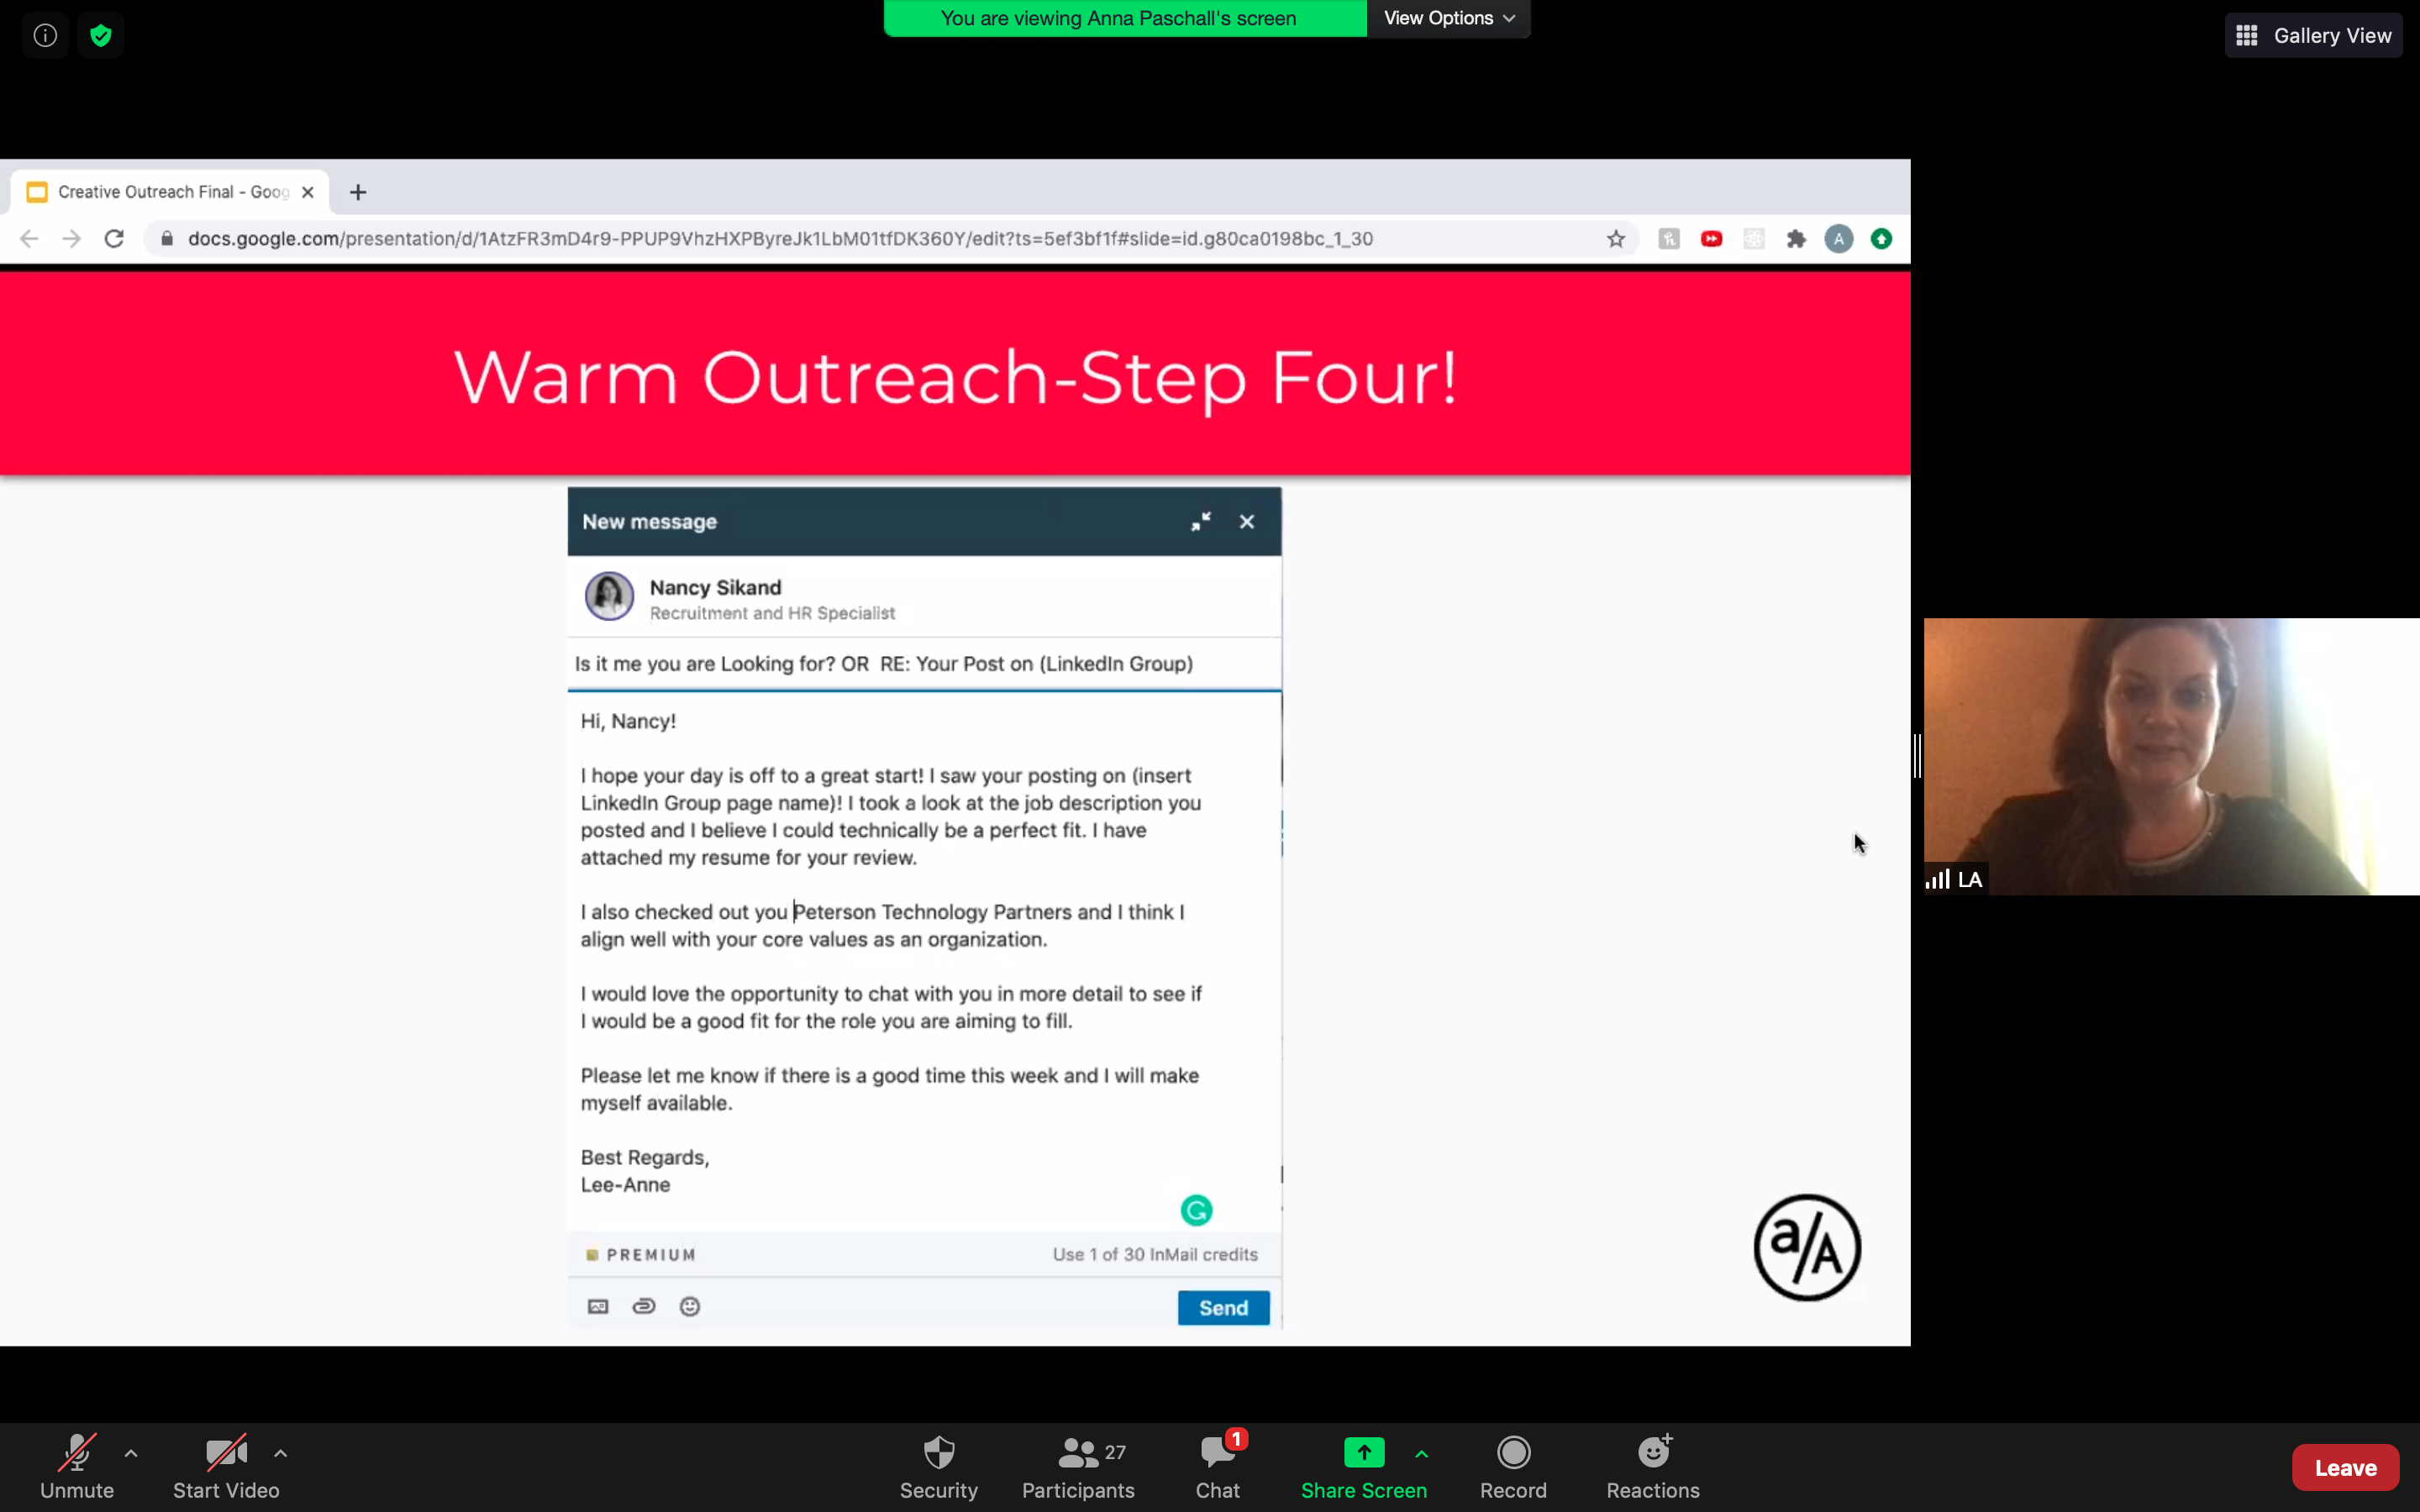 You are viewing Anna Paschall's screen
View Options
Gallery View
Creative Outreach Final - Goog
docs.google.com/presentation/d/1AtzFR3mD4r9-PPUP9VhzHXPByreJk1LbM01tfDK360Y/edit?ts=5ef3bf1f#slide=id.g80ca0198bc_1_30
A
Warm Outreach-Step Four!
New message
Nancy Sikand
Recruitment and HR Specialist
Is it me you are Looking for? OR RE: Your Post on (LinkedIn Group)
Hi, Nancy!
I hope your day is off to a great start! I saw your posting on (insert
LinkedIn Group page name)! I took a look at the job description you
posted and I believe I could technically be a perfect fit. I have
attached my resume for your review.
I also checked out you Peterson Technology Partners and I think I
align well with your core values as an organization.
I would love the opportunity to chat with you in more detail to see if
I would be a good fit for the role you are aiming to fill.
Please let me know if there is a good time this week and I will make
myself available.
Best Regards,
Lee-Anne
PREMIUM
Use 1 of 30 InMail credits
Send
a/A
LA
Unmute
Start Video
Security
27
Participants
1
Chat
Share Screen
Record
Reactions
Leave